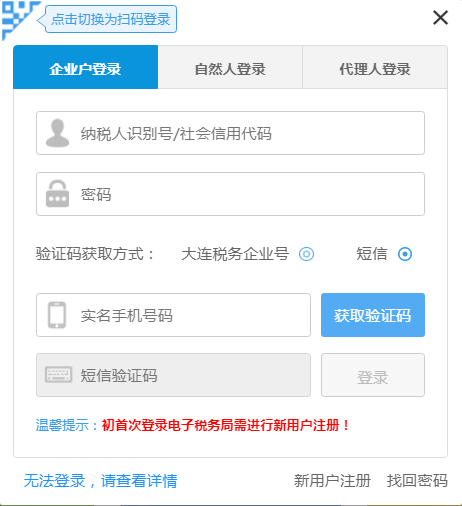 点击切换为扫码登录
企业户登录 自然人登录 代理人登录
纳税人识别号/社会信用代码
密码
验证码获取方式： 大连税务企业号 短信
实名手机号码 获取验证码
短信验证码 登录
温馨提示：初首次登录电子税务局需进行新用户注册！
无法登录，请查看详情 新用户注册 找回密码